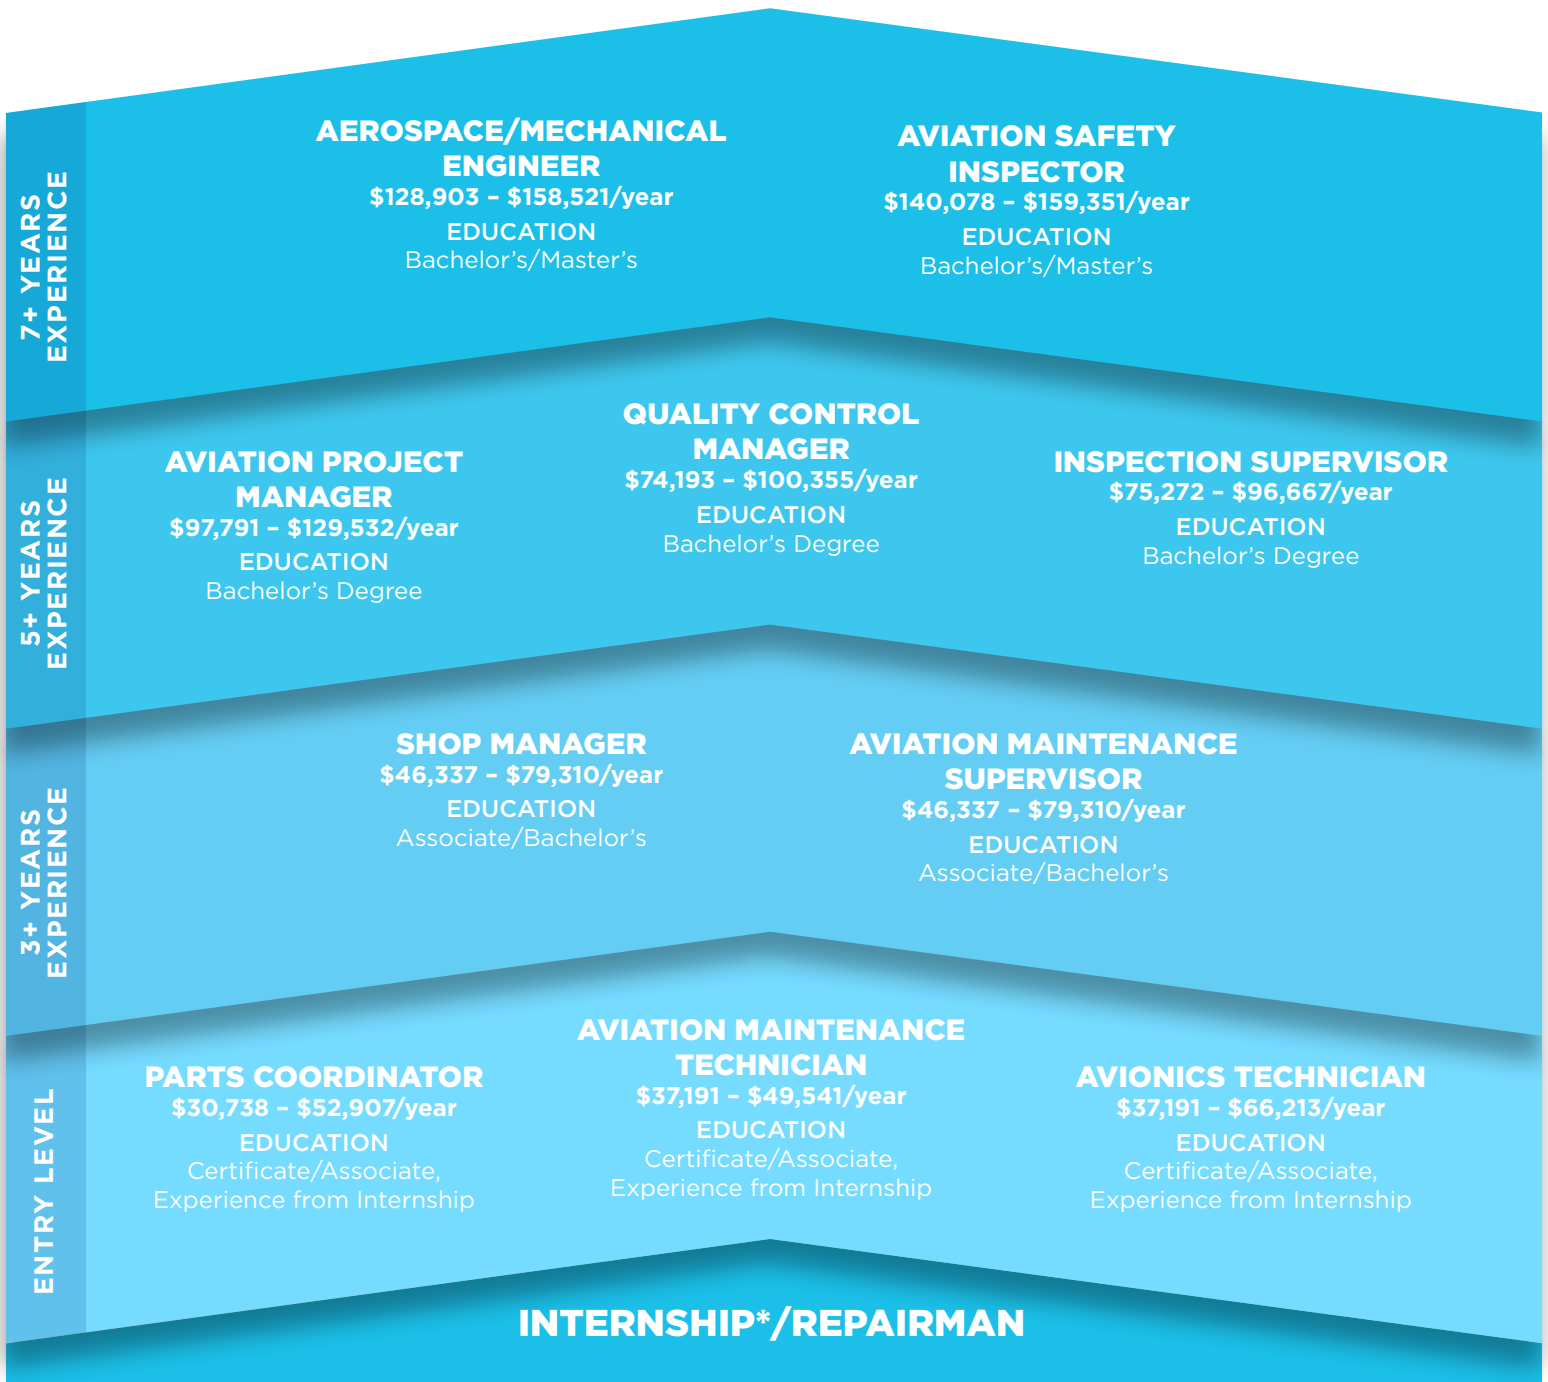 7+ YEARS
EXPERIENCE
AEROSPACE/MECHANICAL
ENGINEER
$128,903 – $158,521/year
EDUCATION
Bachelor’s/Master’s
AVIATION SAFETY
INSPECTOR
$140,078 – $159,351/year
EDUCATION
Bachelor’s/Master’s
5+ YEARS
EXPERIENCE
AVIATION PROJECT
MANAGER
$97,791 – $129,532/year
EDUCATION
Bachelor’s Degree
QUALITY CONTROL
MANAGER
$74,193 – $100,355/year
EDUCATION
Bachelor’s Degree
INSPECTION SUPERVISOR
$75,272 – $96,667/year
EDUCATION
Bachelor’s Degree
3+ YEARS
EXPERIENCE
SHOP MANAGER
$46,337 – $79,310/year
EDUCATION
Associate/Bachelor’s
AVIATION MAINTENANCE
SUPERVISOR
$46,337 – $79,310/year
EDUCATION
Associate/Bachelor’s
ENTRY LEVEL
PARTS COORDINATOR
$30,738 – $52,907/year
EDUCATION
Certificate/Associate,
Experience from Internship
AVIATION MAINTENANCE
TECHNICIAN
$37,191 – $49,541/year
EDUCATION
Certificate/Associate,
Experience from Internship
AVIONICS TECHNICIAN
$37,191 – $66,213/year
EDUCATION
Certificate/Associate,
Experience from Internship
INTERNSHIP*/REPAIRMAN